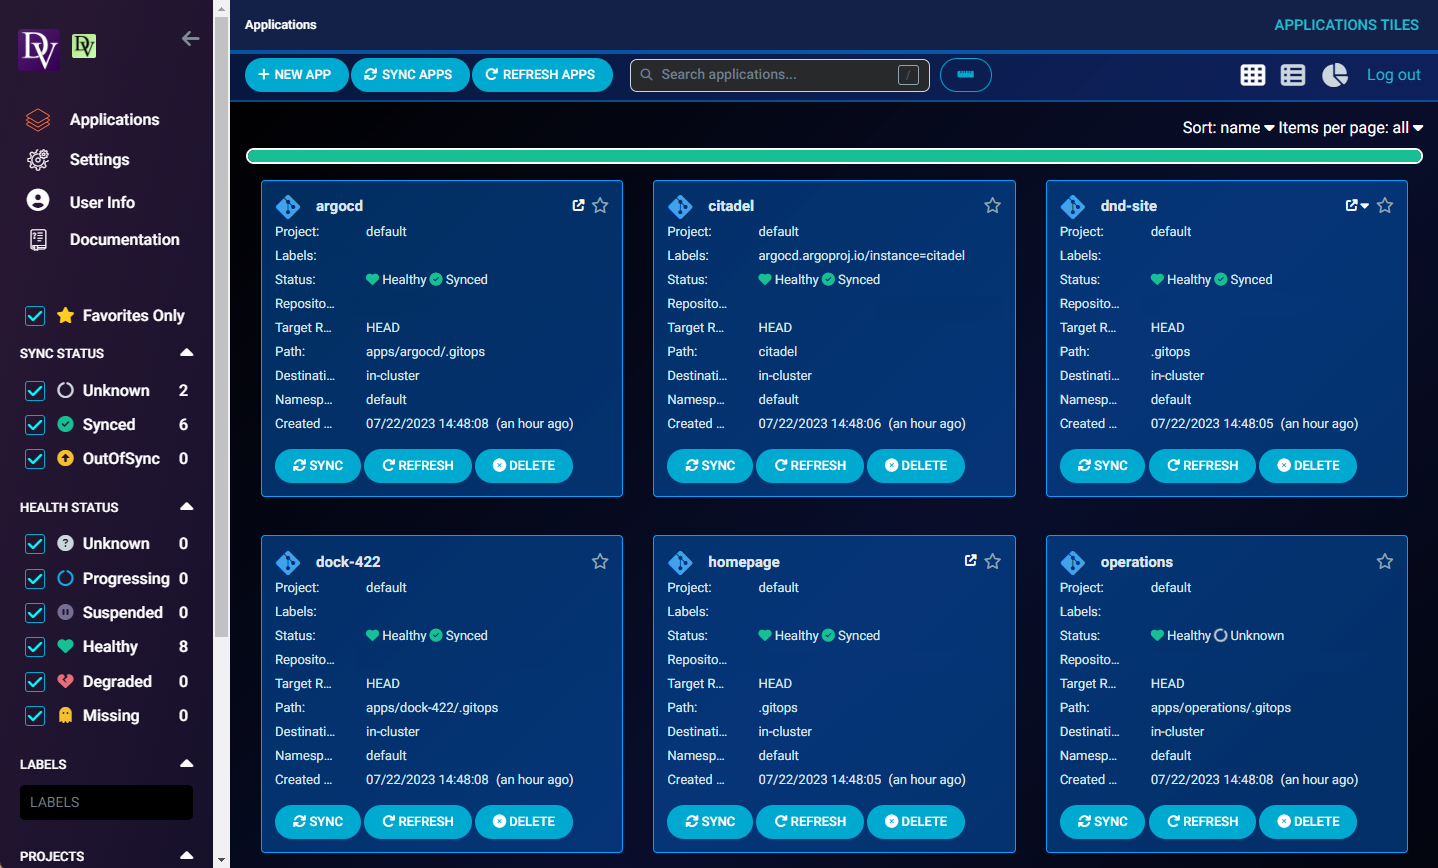 DV
DV
Applications
Settings
User Info
Documentation
Favorites Only
SYNC STATUS
Unknown 2
Synced 6
OutOfSync 0
HEALTH STATUS
Unknown 0
Progressing 0
Suspended 0
Healthy 8
Degraded 0
Missing 0
LABELS
LABELS
PROJECTS
Applications
APPLICATIONS TILES
NEW APP
SYNC APPS
REFRESH APPS
Search applications...
/
Log out
Sort: name Items per page: all
argocd
Project: default
Labels:
Status: Healthy Synced
Reposito...
Target R... HEAD
Path: apps/argocd/.gitops
Destinati... in-cluster
Namesp... default
Created ... 07/22/2023 14:48:08 (an hour ago)
SYNC REFRESH DELETE
citadel
Project: default
Labels: argocd.argoproj.io/instance=citadel
Status: Healthy Synced
Reposito...
Target R... HEAD
Path: citadel
Destinati... in-cluster
Namesp... default
Created ... 07/22/2023 14:48:06 (an hour ago)
SYNC REFRESH DELETE
dnd-site
Project: default
Labels:
Status: Healthy Synced
Reposito...
Target R... HEAD
Path: .gitops
Destinati... in-cluster
Namesp... default
Created ... 07/22/2023 14:48:05 (an hour ago)
SYNC REFRESH DELETE
dock-422
Project: default
Labels:
Status: Healthy Synced
Reposito...
Target R... HEAD
Path: apps/dock-422/.gitops
Destinati... in-cluster
Namesp... default
Created ... 07/22/2023 14:48:08 (an hour ago)
SYNC REFRESH DELETE
homepage
Project: default
Labels:
Status: Healthy Synced
Reposito...
Target R... HEAD
Path: .gitops
Destinati... in-cluster
Namesp... default
Created ... 07/22/2023 14:48:05 (an hour ago)
SYNC REFRESH DELETE
operations
Project: default
Labels:
Status: Healthy Unknown
Reposito...
Target R... HEAD
Path: apps/operations/.gitops
Destinati... in-cluster
Namesp... default
Created ... 07/22/2023 14:48:08 (an hour ago)
SYNC REFRESH DELETE